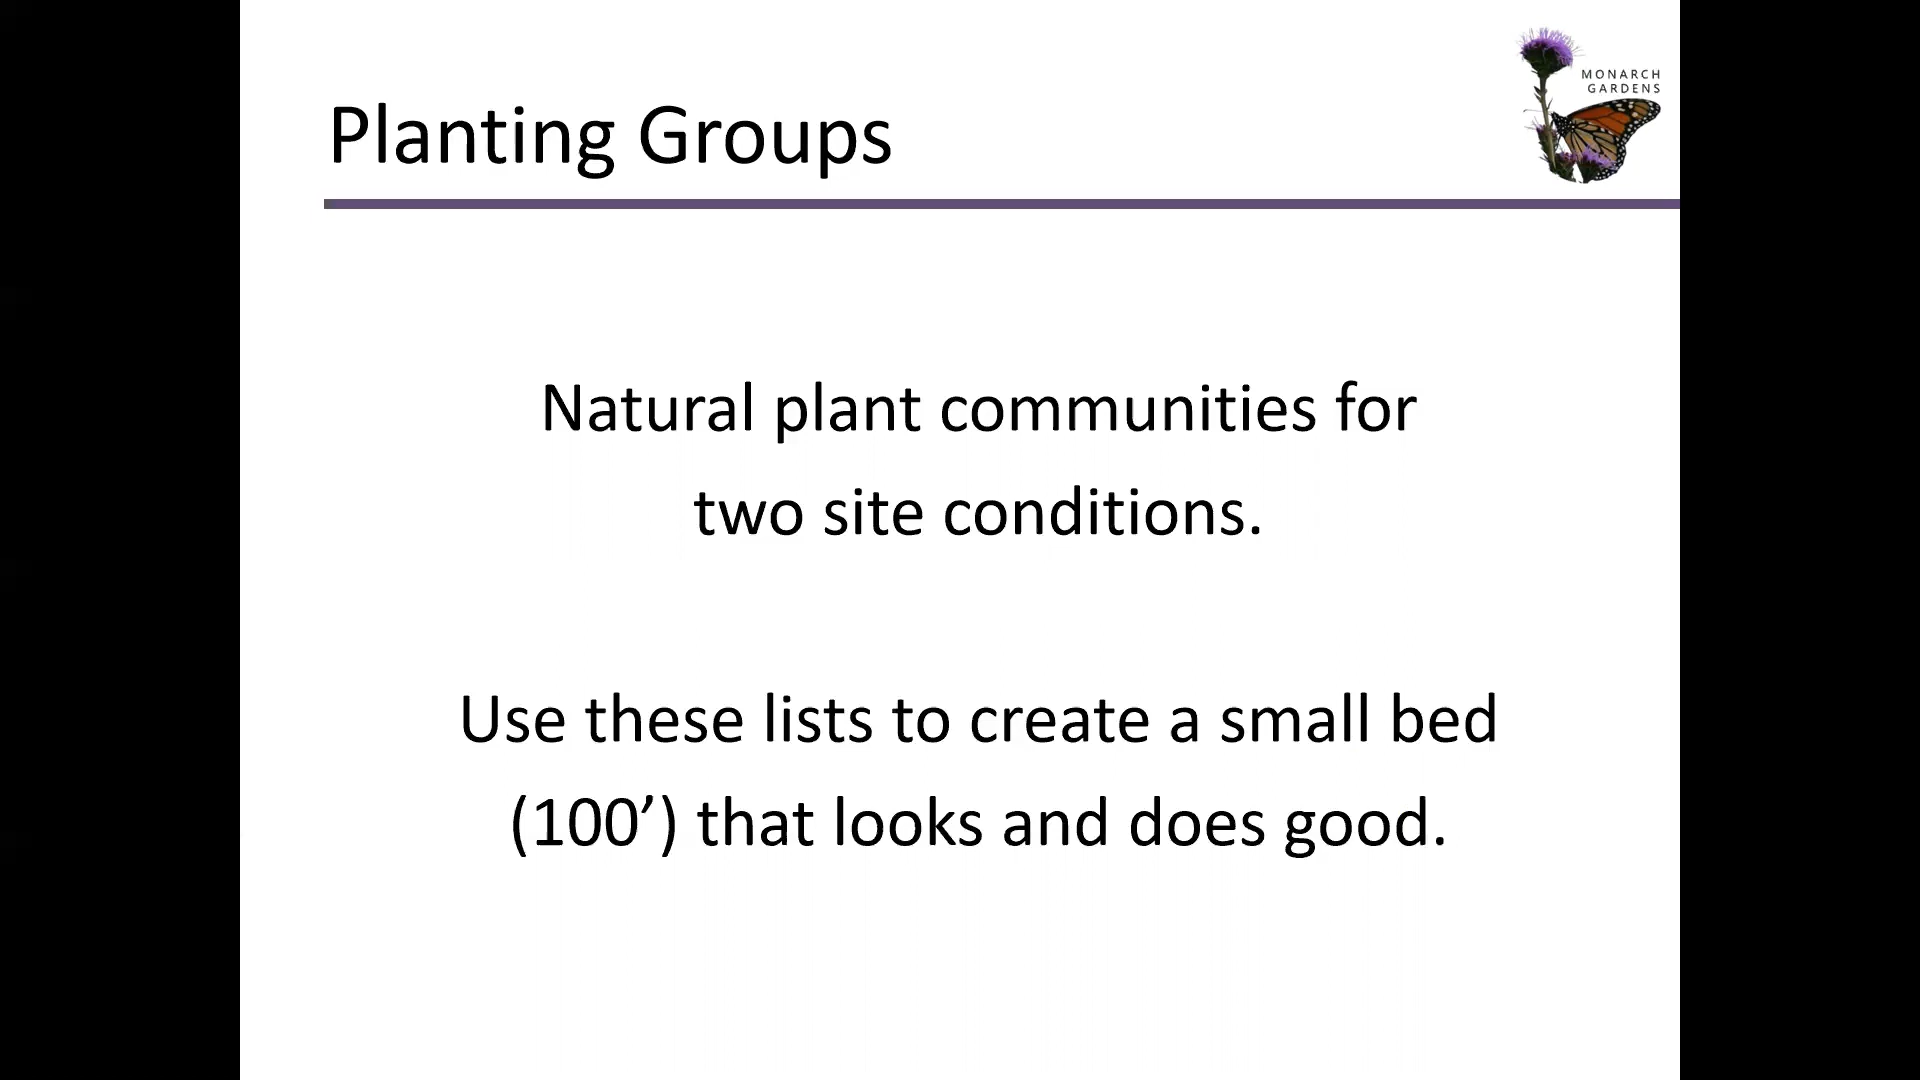 MONARCH
GARDENS
Planting Groups
Natural plant communities for
two site conditions.
Use these lists to create a small bed
(100’) that looks and does good.